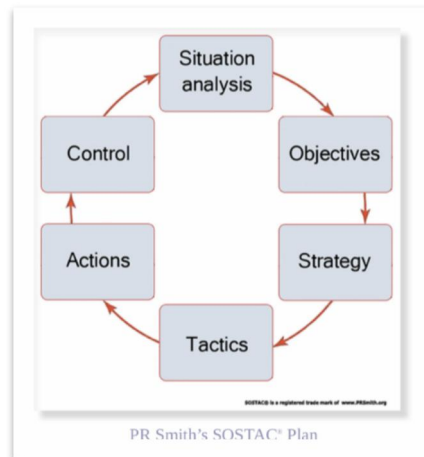 Situation
analysis
Objectives
Strategy
Tactics
Actions
Control
SOSTAC® is a registered trade mark of www.PRSmith.org
PR Smith's SOSTAC® Plan